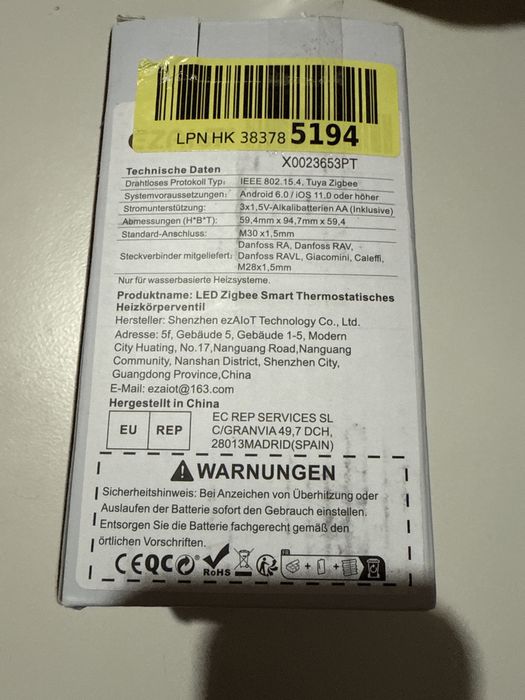 LPN HK 38378 5194
X0023653PT
Technische Daten
Drahtloses Protokoll Typ: IEEE 802.15.4, Tuya Zigbee
Systemvoraussetzungen: Android 6.0 / iOS 11.0 oder höher
Stromunterstützung: 3x1,5V-Alkalibatterien AA (Inklusive)
Abmessungen (H*B*T): 59,4mm x 94,7mm x 59,4
Standard-Anschluss: M30 x1,5mm
Steckverbinder mitgeliefert: Danfoss RA, Danfoss RAV,
Danfoss RAVL, Giacomini, Caleffi,
M28x1,5mm
Nur für wasserbasierte Heizsysteme.
Produktname: LED Zigbee Smart Thermostatisches
Heizkörperventil
Hersteller: Shenzhen ezAIoT Technology Co., Ltd.
Adresse: 5f, Gebäude 5, Gebäude 1-5, Modern
City Huating, No.17,Nanguang Road,Nanguang
Community, Nanshan District, Shenzhen City,
Guangdong Province,China
E-Mail: ezaiot@163.com
Hergestellt in China
EU REP
EC REP SERVICES SL
C/GRANVIA 49,7 DCH,
28013MADRID(SPAIN)
WARNUNGEN
Sicherheitshinweis: Bei Anzeichen von Überhitzung oder
Auslaufen der Batterie sofort den Gebrauch einstellen.
Entsorgen Sie die Batterie fachgerecht gemäß den
örtlichen Vorschriften.
CE QC RoHS